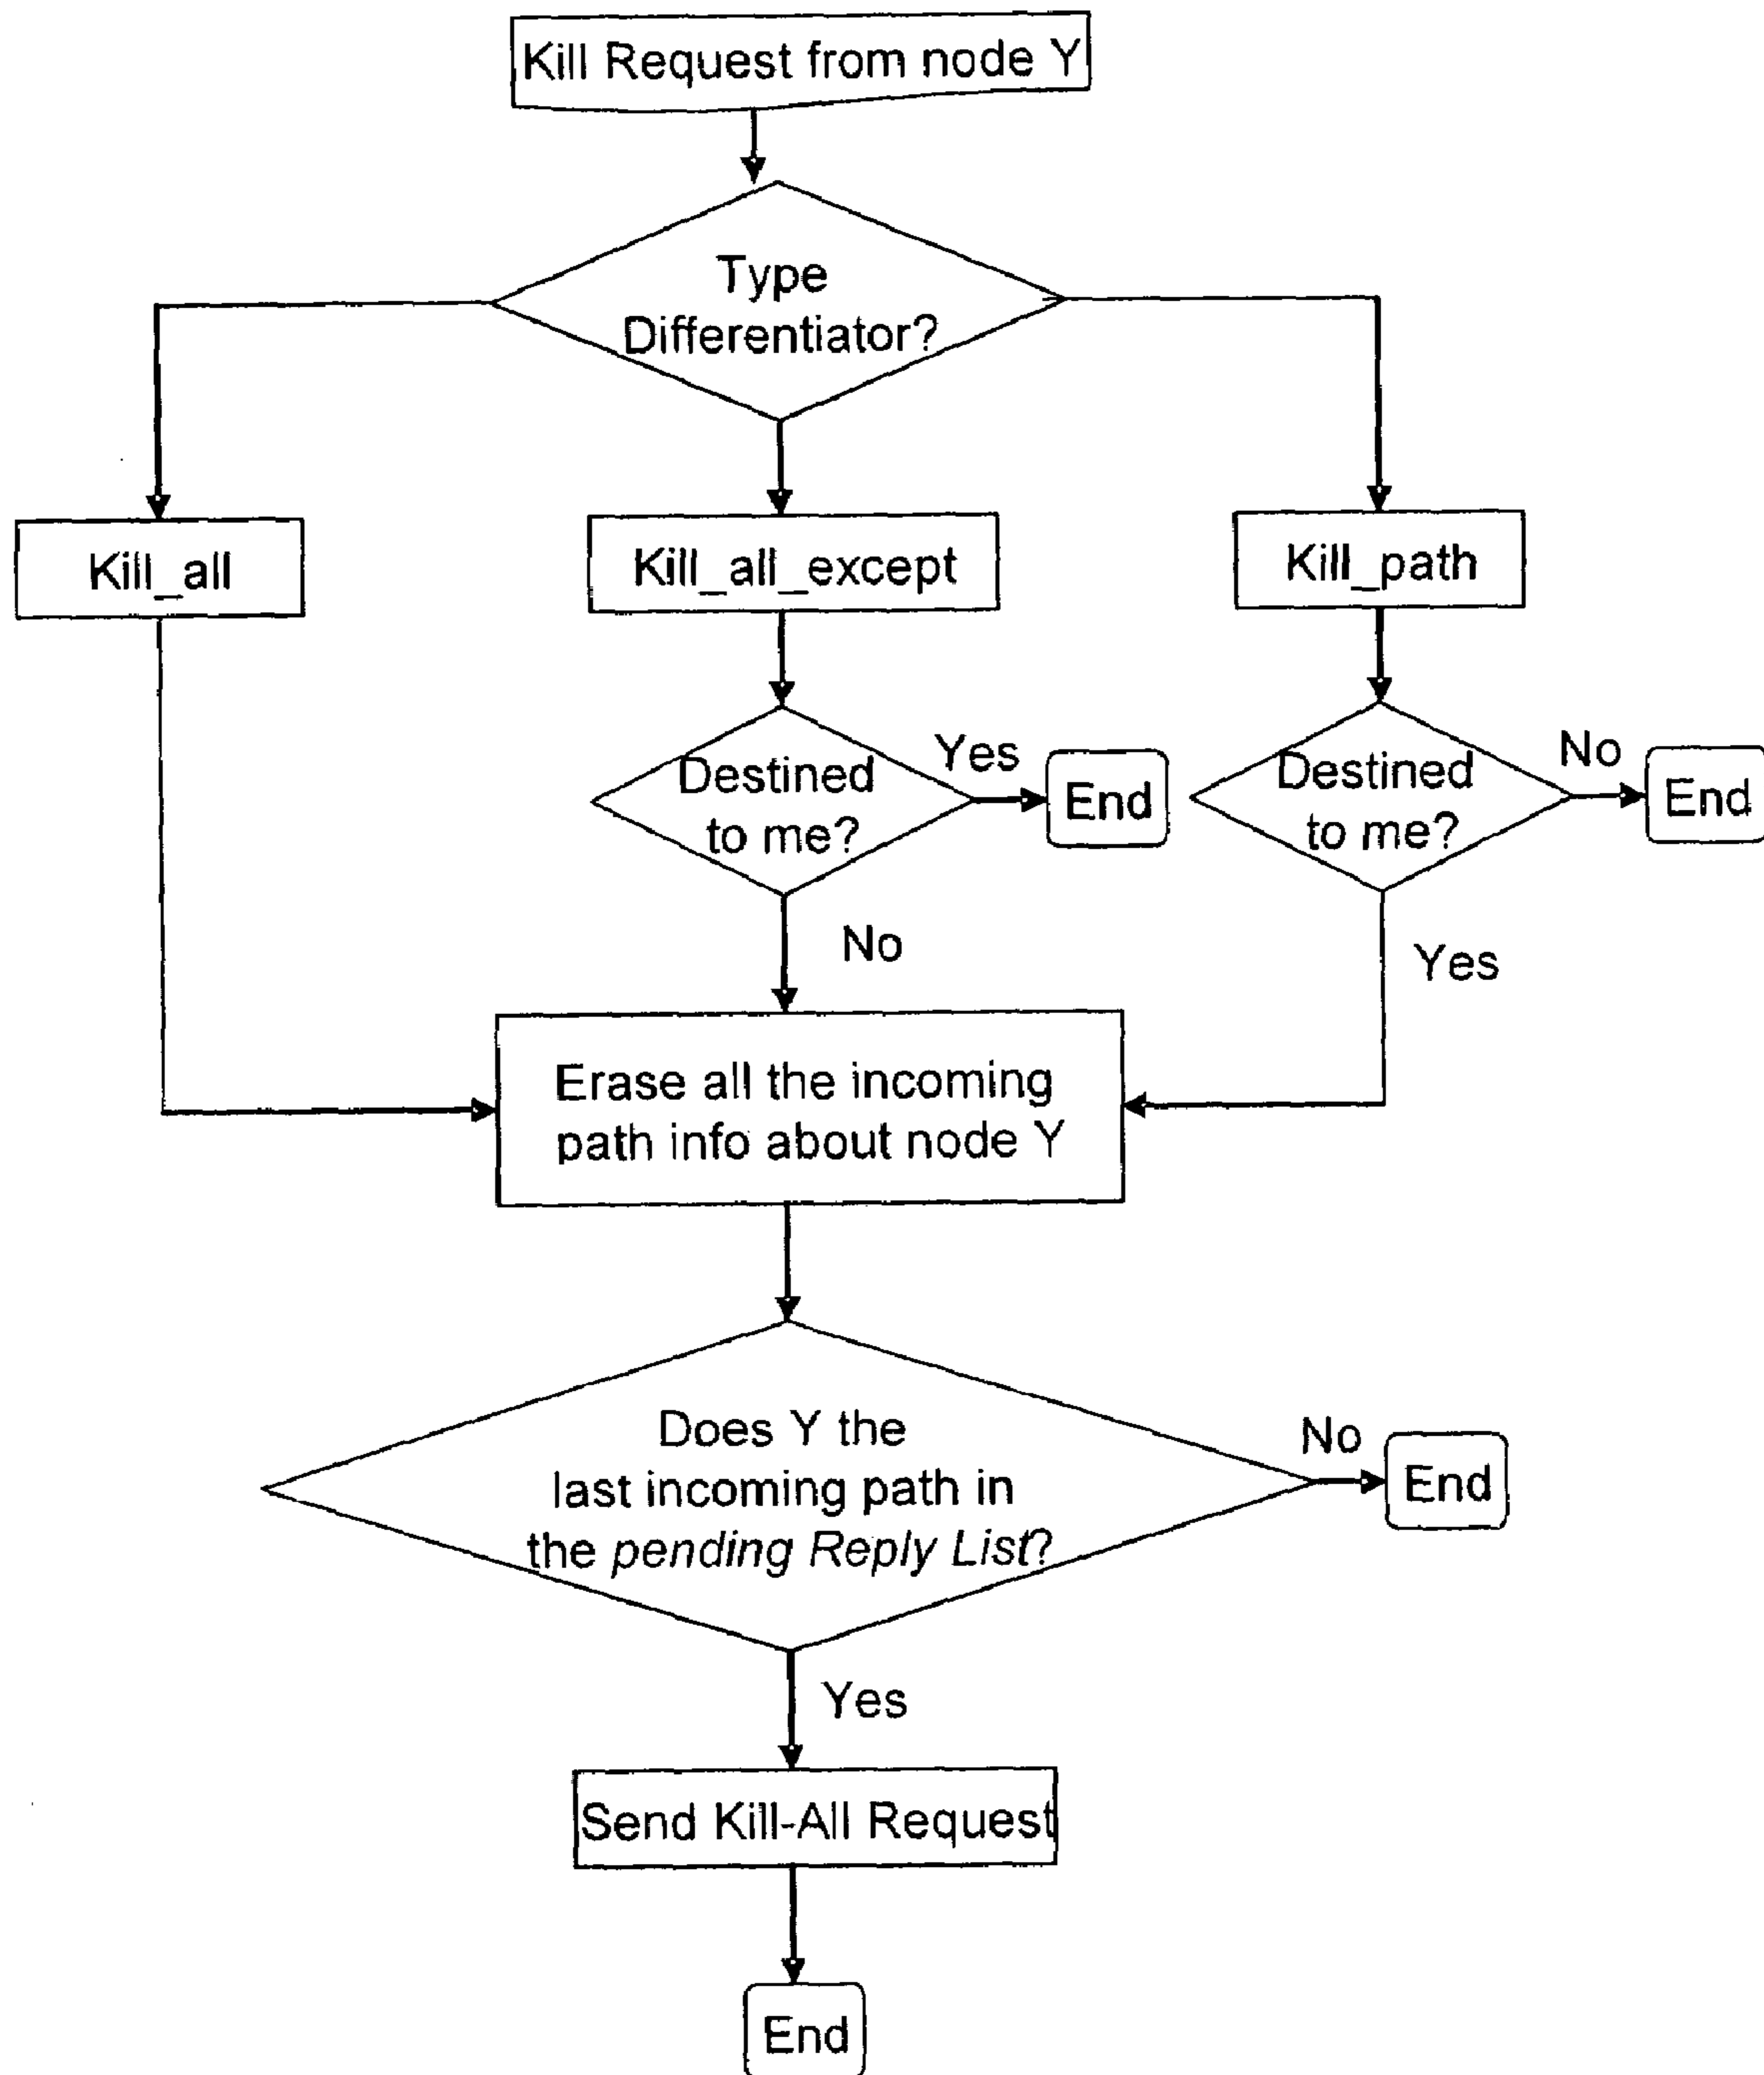 Kill Request from node Y
Type
Differentiator?
Kill_all
Kill_all_except
Kill_path
Destined
to me?
Yes
End
Destined
to me?
No
End
No
Yes
Erase all the incoming
path info about node Y
Does Y the
last incoming path in
the pending Reply List?
No
End
Yes
Send Kill-All Request
End